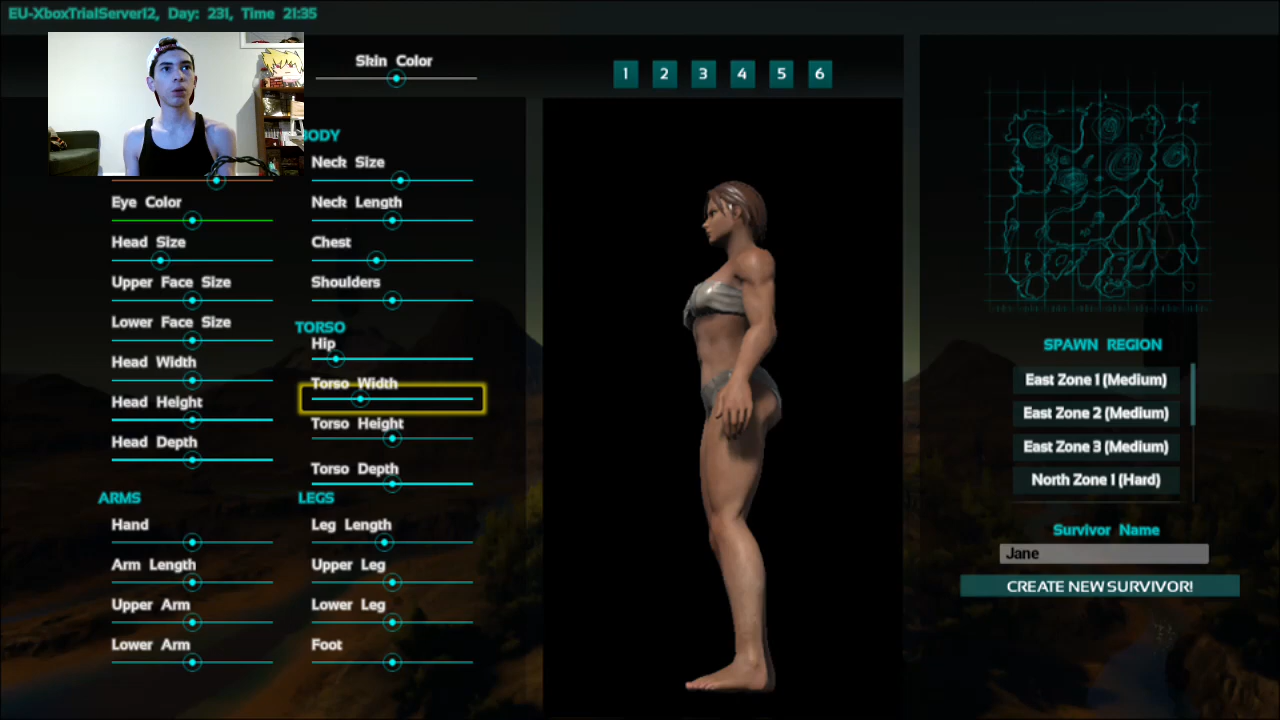 EU-XboxTrialServer12, Day: 231, Time 21:35
Skin Color
1 2 3 4 5 6
Eye Color
Head Size
Upper Face Size
Lower Face Size
Head Width
Head Height
Head Depth
ARMS
Hand
Arm Length
Upper Arm
Lower Arm
ODY
Neck Size
Neck Length
Chest
Shoulders
TORSO
Hip
Torso Width
Torso Height
Torso Depth
LEGS
Leg Length
Upper Leg
Lower Leg
Foot
SPAWN REGION
East Zone 1 (Medium)
East Zone 2 (Medium)
East Zone 3 (Medium)
North Zone 1 (Hard)
Survivor Name
Jane
CREATE NEW SURVIVOR!